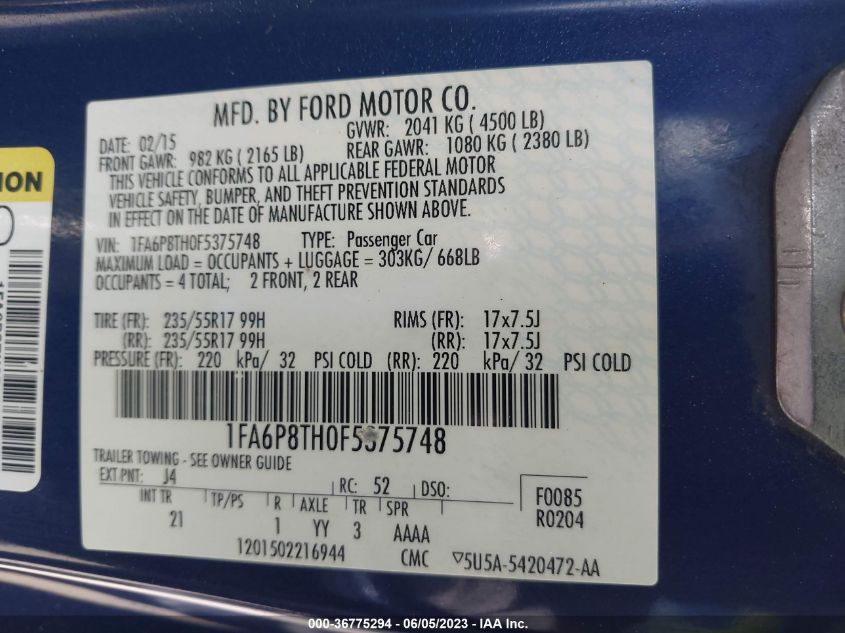 MFD. BY FORD MOTOR CO.
DATE: 02/15 GVWR: 2041 KG ( 4500 LB)
FRONT GAWR: 982 KG ( 2165 LB) REAR GAWR: 1080 KG ( 2380 LB)
THIS VEHICLE CONFORMS TO ALL APPLICABLE FEDERAL MOTOR
VEHICLE SAFETY, BUMPER, AND THEFT PREVENTION STANDARDS
IN EFFECT ON THE DATE OF MANUFACTURE SHOWN ABOVE.
VIN: 1FA6P8TH0F5375748 TYPE: Passenger Car
MAXIMUM LOAD = OCCUPANTS + LUGGAGE = 303KG/ 668LB
OCCUPANTS = 4 TOTAL; 2 FRONT, 2 REAR
TIRE (FR): 235/55R17 99H RIMS (FR): 17x7.5J
(RR): 235/55R17 99H (RR): 17x7.5J
PRESSURE (FR): 220 kPa/ 32 PSI COLD (RR): 220 kPa/ 32 PSI COLD
1FA6P8TH0F5375748
TRAILER TOWING - SEE OWNER GUIDE
EXT PNT: J4 RC: 52 DSO: F0085
INT TR TP/PS R AXLE TR SPR R0204
21 1 YY 3 AAAA
1201502216944 CMC ▽5U5A-5420472-AA
000-36775294 - 06/05/2023 - IAA Inc.